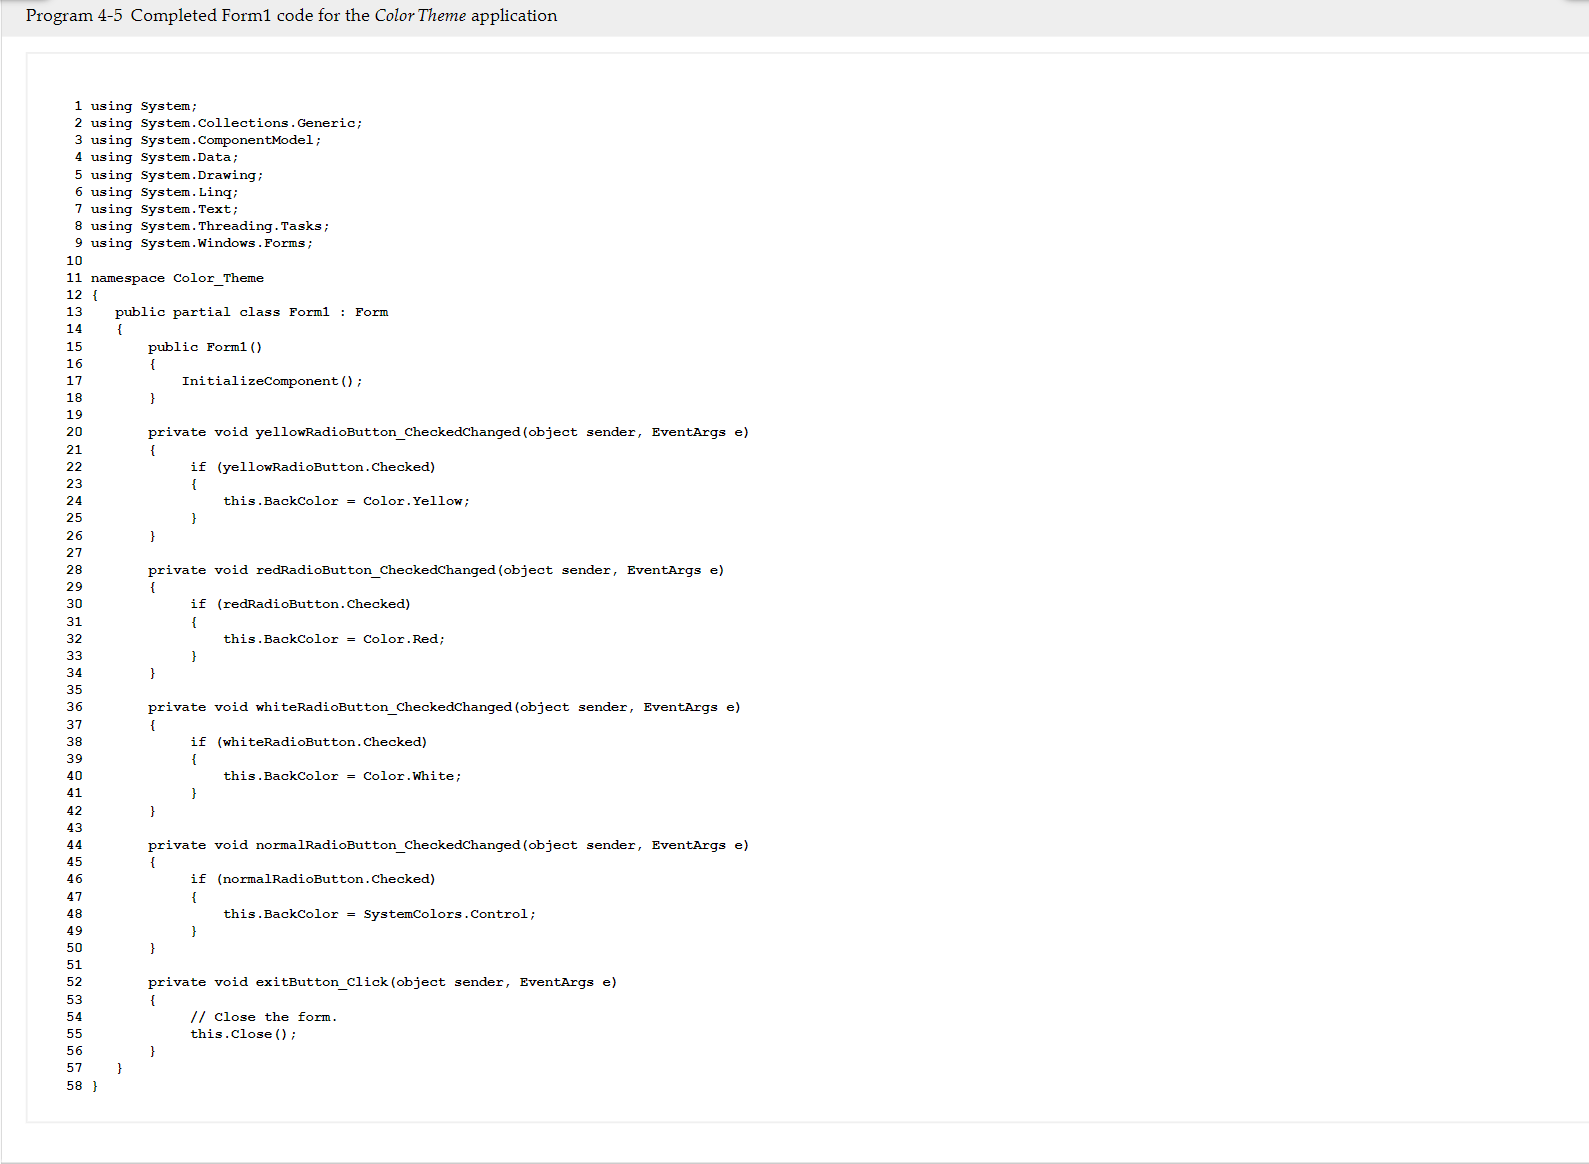 Program 4-5 Completed Form1 code for the Color Theme application
1 using System;
2 using System.Collections.Generic;
3 using System.ComponentModel;
4 using System.Data;
5 using System.Drawing;
6 using System.Linq;
7 using System.Text;
8 using System.Threading.Tasks;
9 using System.Windows.Forms;
10
11 namespace Color_Theme
12 {
13 public partial class Form1 : Form
14 {
15 public Form1()
16 {
17 InitializeComponent();
18 }
19
20 private void yellowRadioButton_CheckedChanged(object sender, EventArgs e)
21 {
22 if (yellowRadioButton.Checked)
23 {
24 this.BackColor = Color.Yellow;
25 }
26 }
27
28 private void redRadioButton_CheckedChanged(object sender, EventArgs e)
29 {
30 if (redRadioButton.Checked)
31 {
32 this.BackColor = Color.Red;
33 }
34 }
35
36 private void whiteRadioButton_CheckedChanged(object sender, EventArgs e)
37 {
38 if (whiteRadioButton.Checked)
39 {
40 this.BackColor = Color.White;
41 }
42 }
43
44 private void normalRadioButton_CheckedChanged(object sender, EventArgs e)
45 {
46 if (normalRadioButton.Checked)
47 {
48 this.BackColor = SystemColors.Control;
49 }
50 }
51
52 private void exitButton_Click(object sender, EventArgs e)
53 {
54 // Close the form.
55 this.Close();
56 }
57 }
58 }